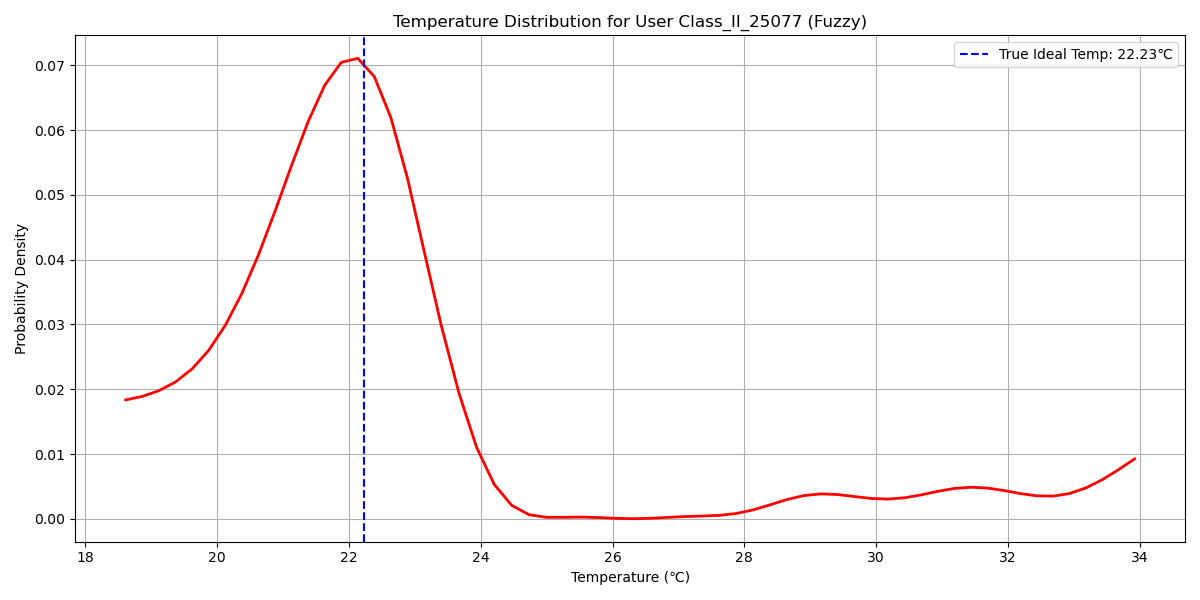 Temperature Distribution for User Class_II_25077 (Fuzzy)
True Ideal Temp: 22.23℃
Probability Density
0.07
0.06
0.05
0.04
0.03
0.02
0.01
0.00
18 20 22 24 26 28 30 32 34
Temperature (℃)